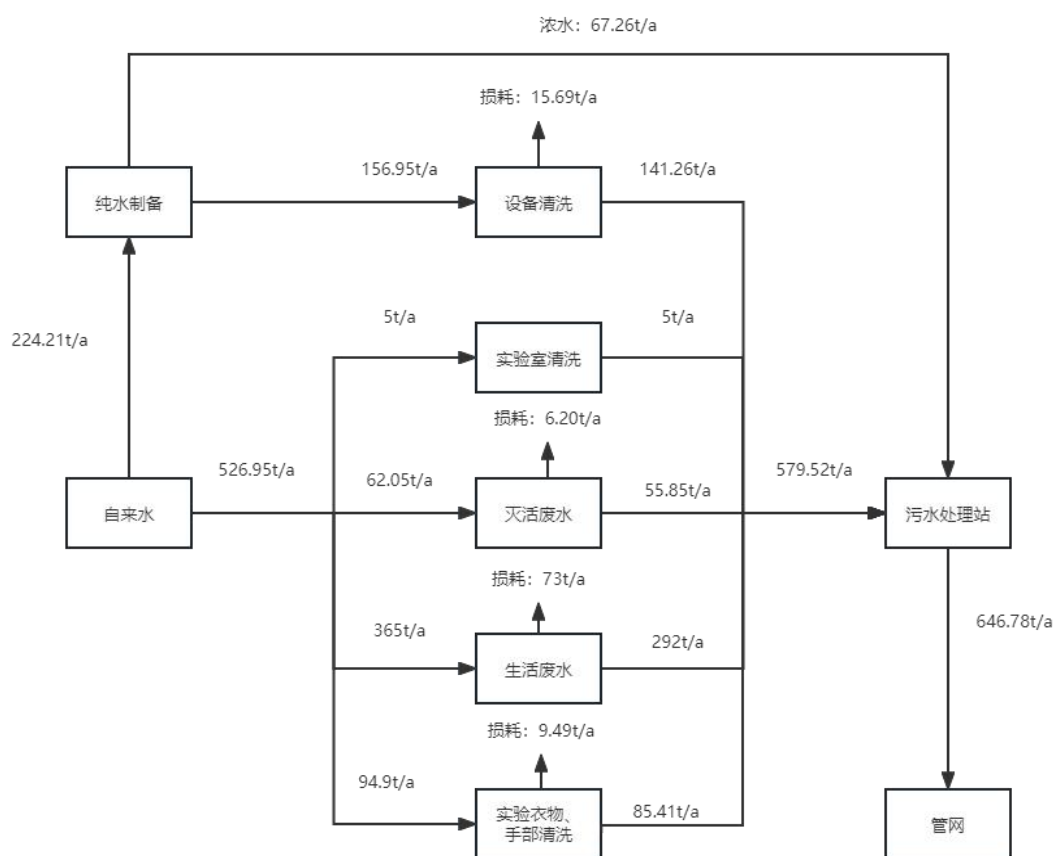 浓水：67.26t/a
损耗：15.69t/a
156.95t/a
141.26t/a
纯水制备
设备清洗
5t/a
5t/a
224.21t/a
实验室清洗
损耗：6.20t/a
526.95t/a
62.05t/a
55.85t/a
579.52t/a
自来水
灭活废水
污水处理站
损耗：73t/a
365t/a
292t/a
646.78t/a
生活废水
损耗：9.49t/a
94.9t/a
85.41t/a
实验衣物、
手部清洗
管网